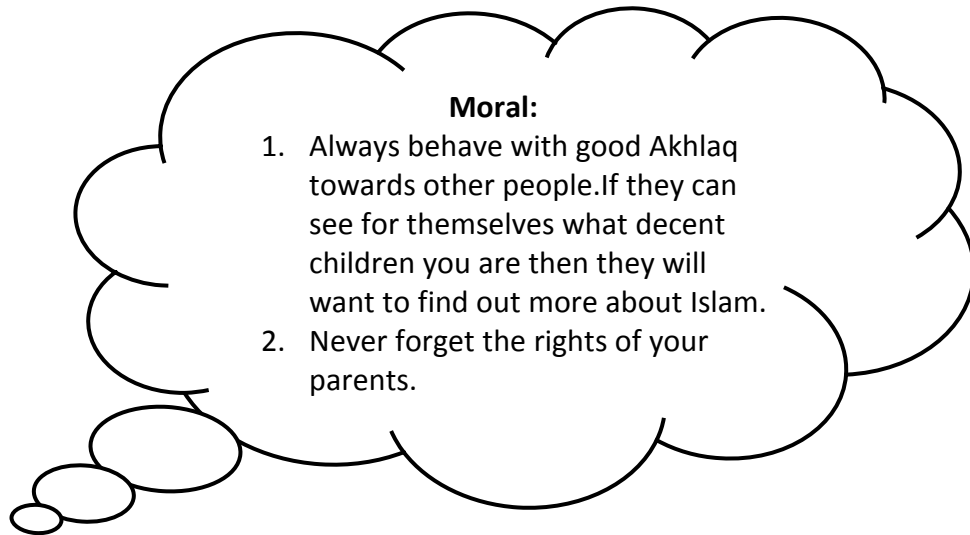 Moral:
1. Always behave with good Akhlaq
towards other people.If they can
see for themselves what decent
children you are then they will
want to find out more about Islam.
2. Never forget the rights of your
parents.